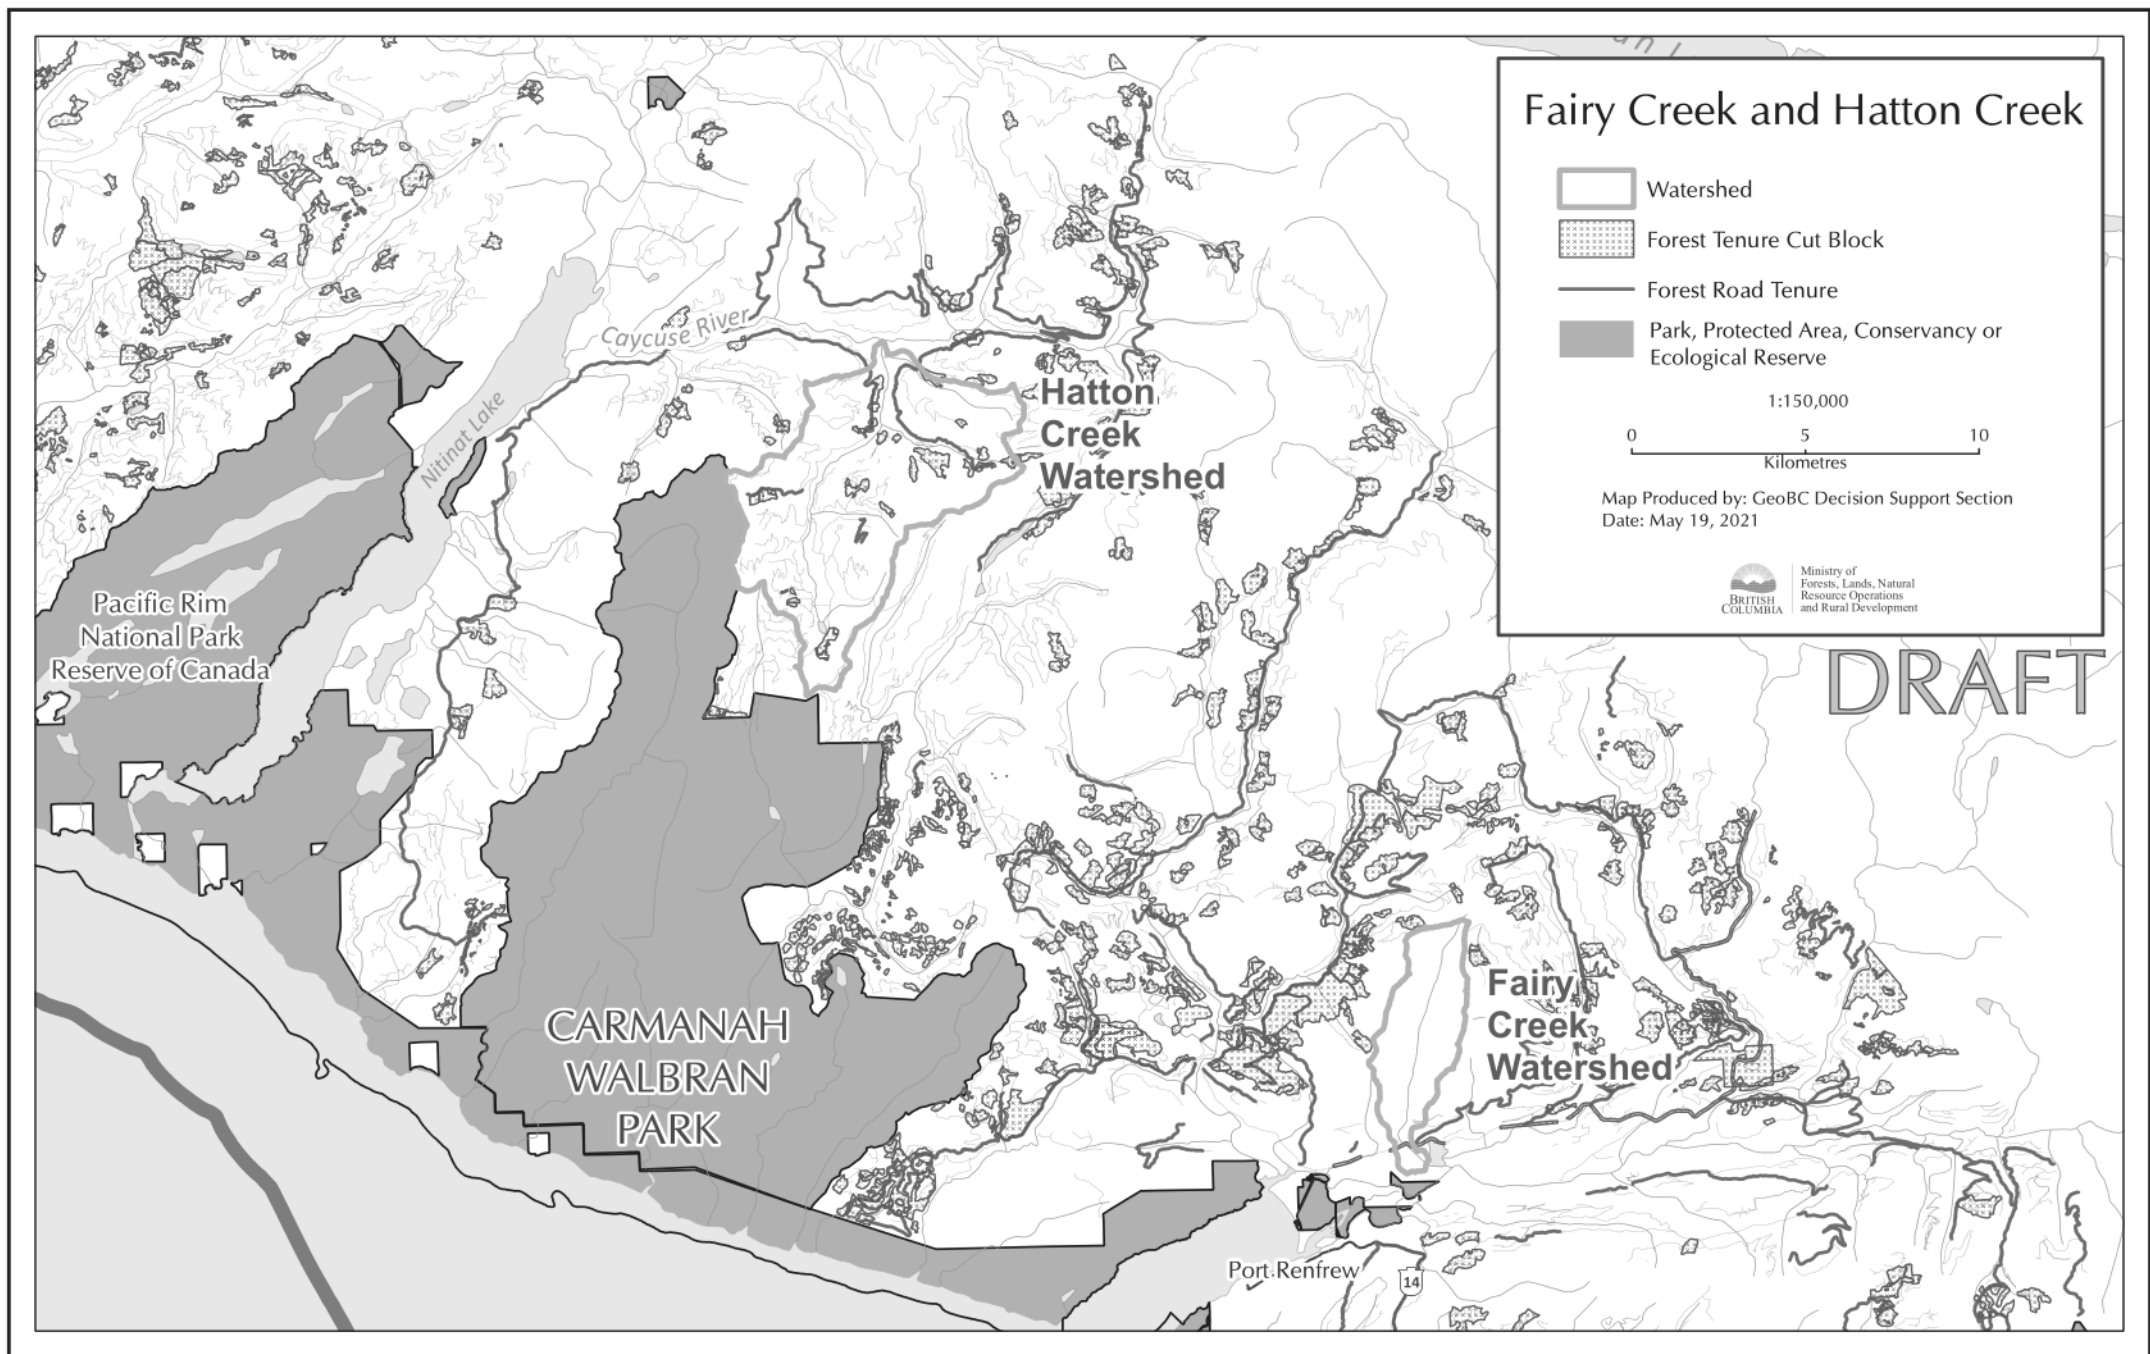 Fairy Creek and Hatton Creek
Watershed
Forest Tenure Cut Block
Forest Road Tenure
Park, Protected Area, Conservancy or
Ecological Reserve
1:150,000
0 5 10
Kilometres
Map Produced by: GeoBC Decision Support Section
Date: May 19, 2021
BRITISH
COLUMBIA
Ministry of
Forests, Lands, Natural
Resource Operations
and Rural Development
DRAFT
Caycuse River
Nitinat Lake
Hatton
Creek
Watershed
Pacific Rim
National Park
Reserve of Canada
CARMANAH
WALBRAN
PARK
Fairy
Creek
Watershed
Port Renfrew
14